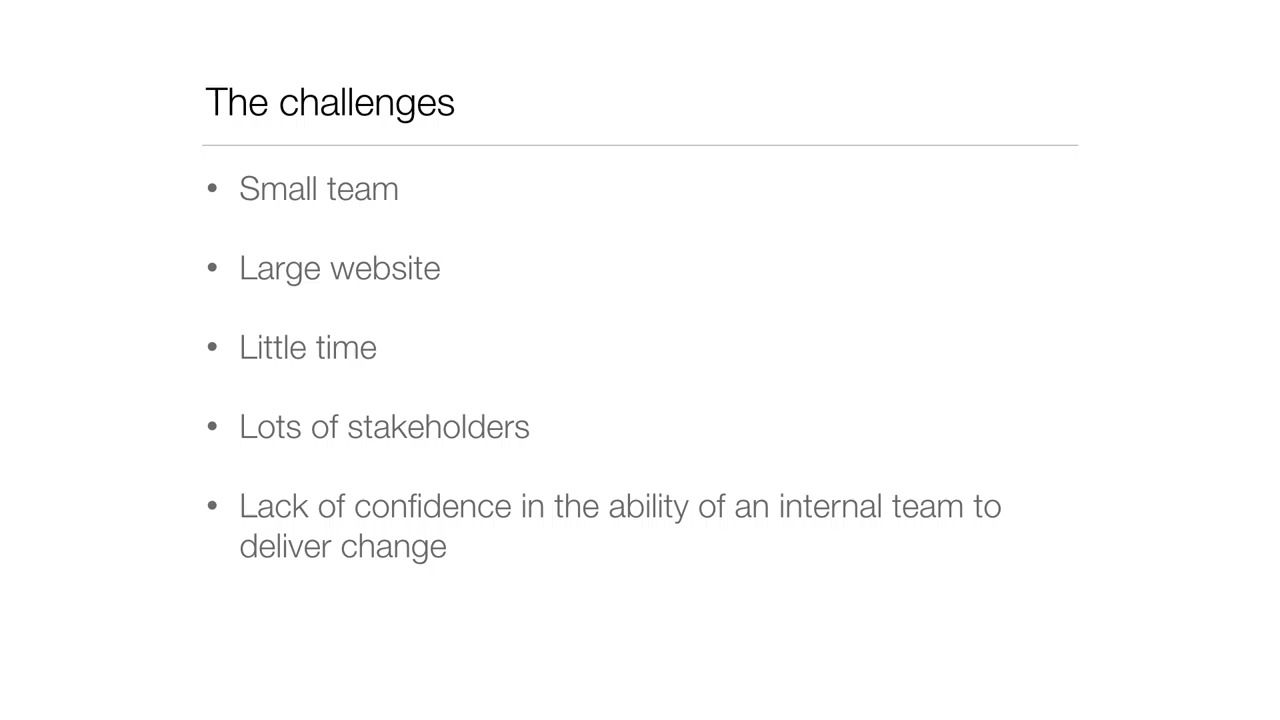 The challenges
• Small team
• Large website
• Little time
• Lots of stakeholders
• Lack of confidence in the ability of an internal team to
deliver change